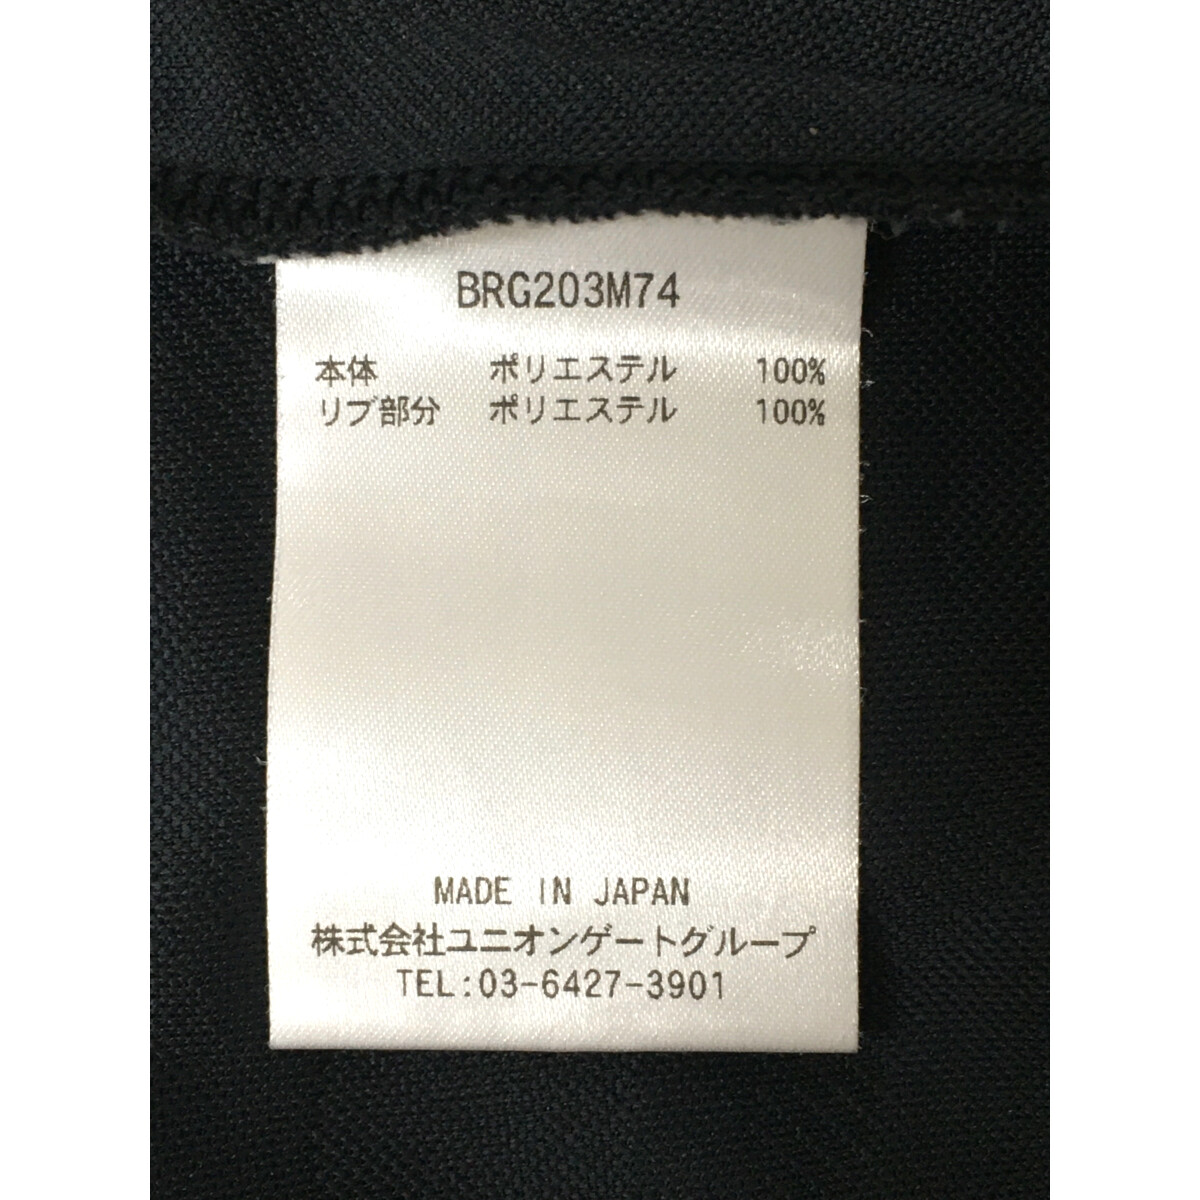 BRG203M74
本体 ポリエステル 100%
リブ部分 ポリエステル 100%
MADE IN JAPAN
株式会社ユニオンゲートグループ
TEL:03-6427-3901